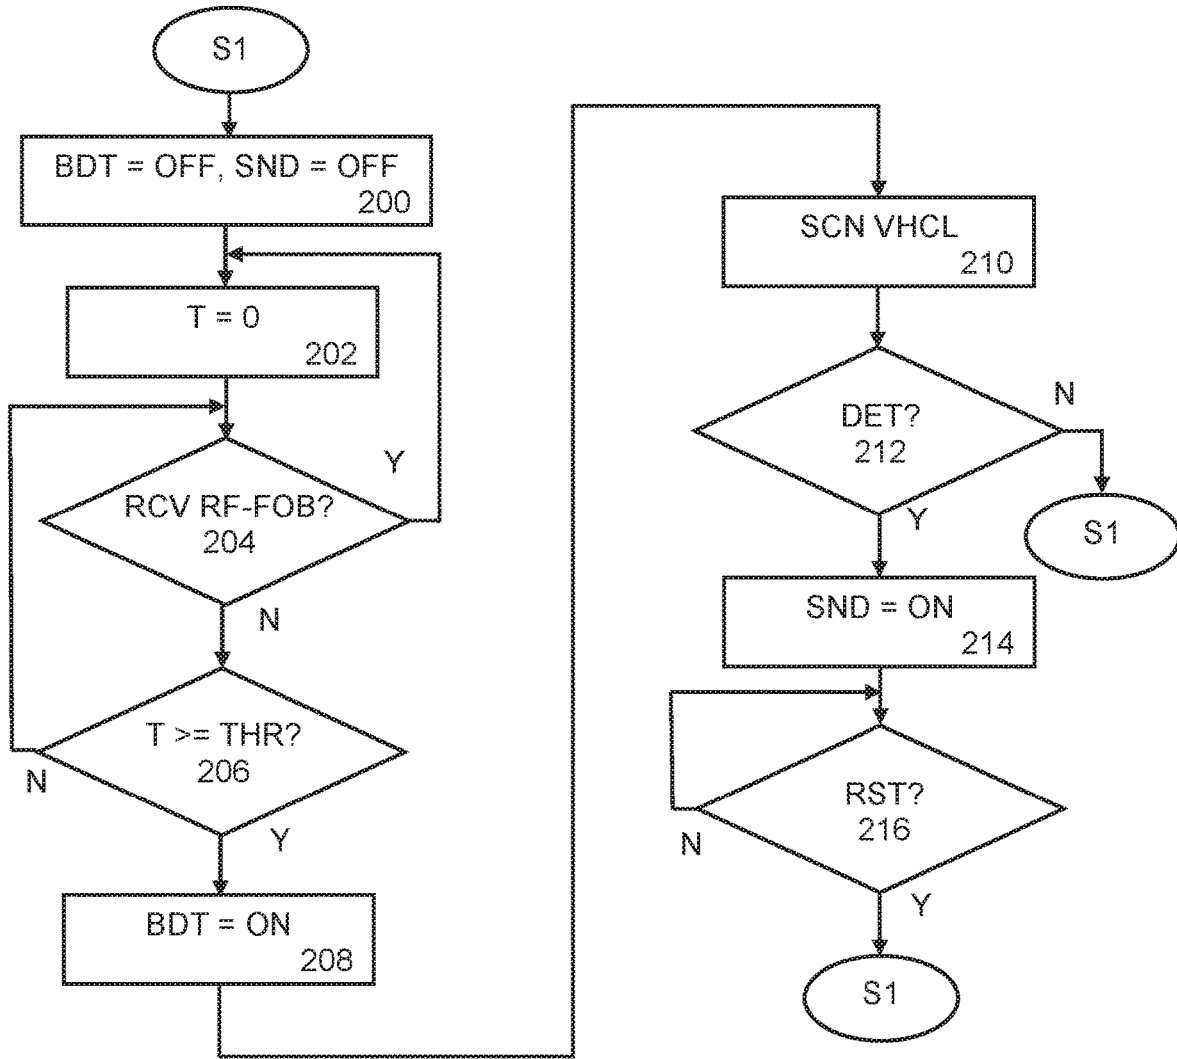 S1
BDT = OFF, SND = OFF
200
T = 0
202
Y
RCV RF-FOB?
204
N
T >= THR?
206
N
Y
BDT = ON
208
SCN VHCL
210
N
DET?
212
Y
S1
SND = ON
214
RST?
216
N
Y
S1